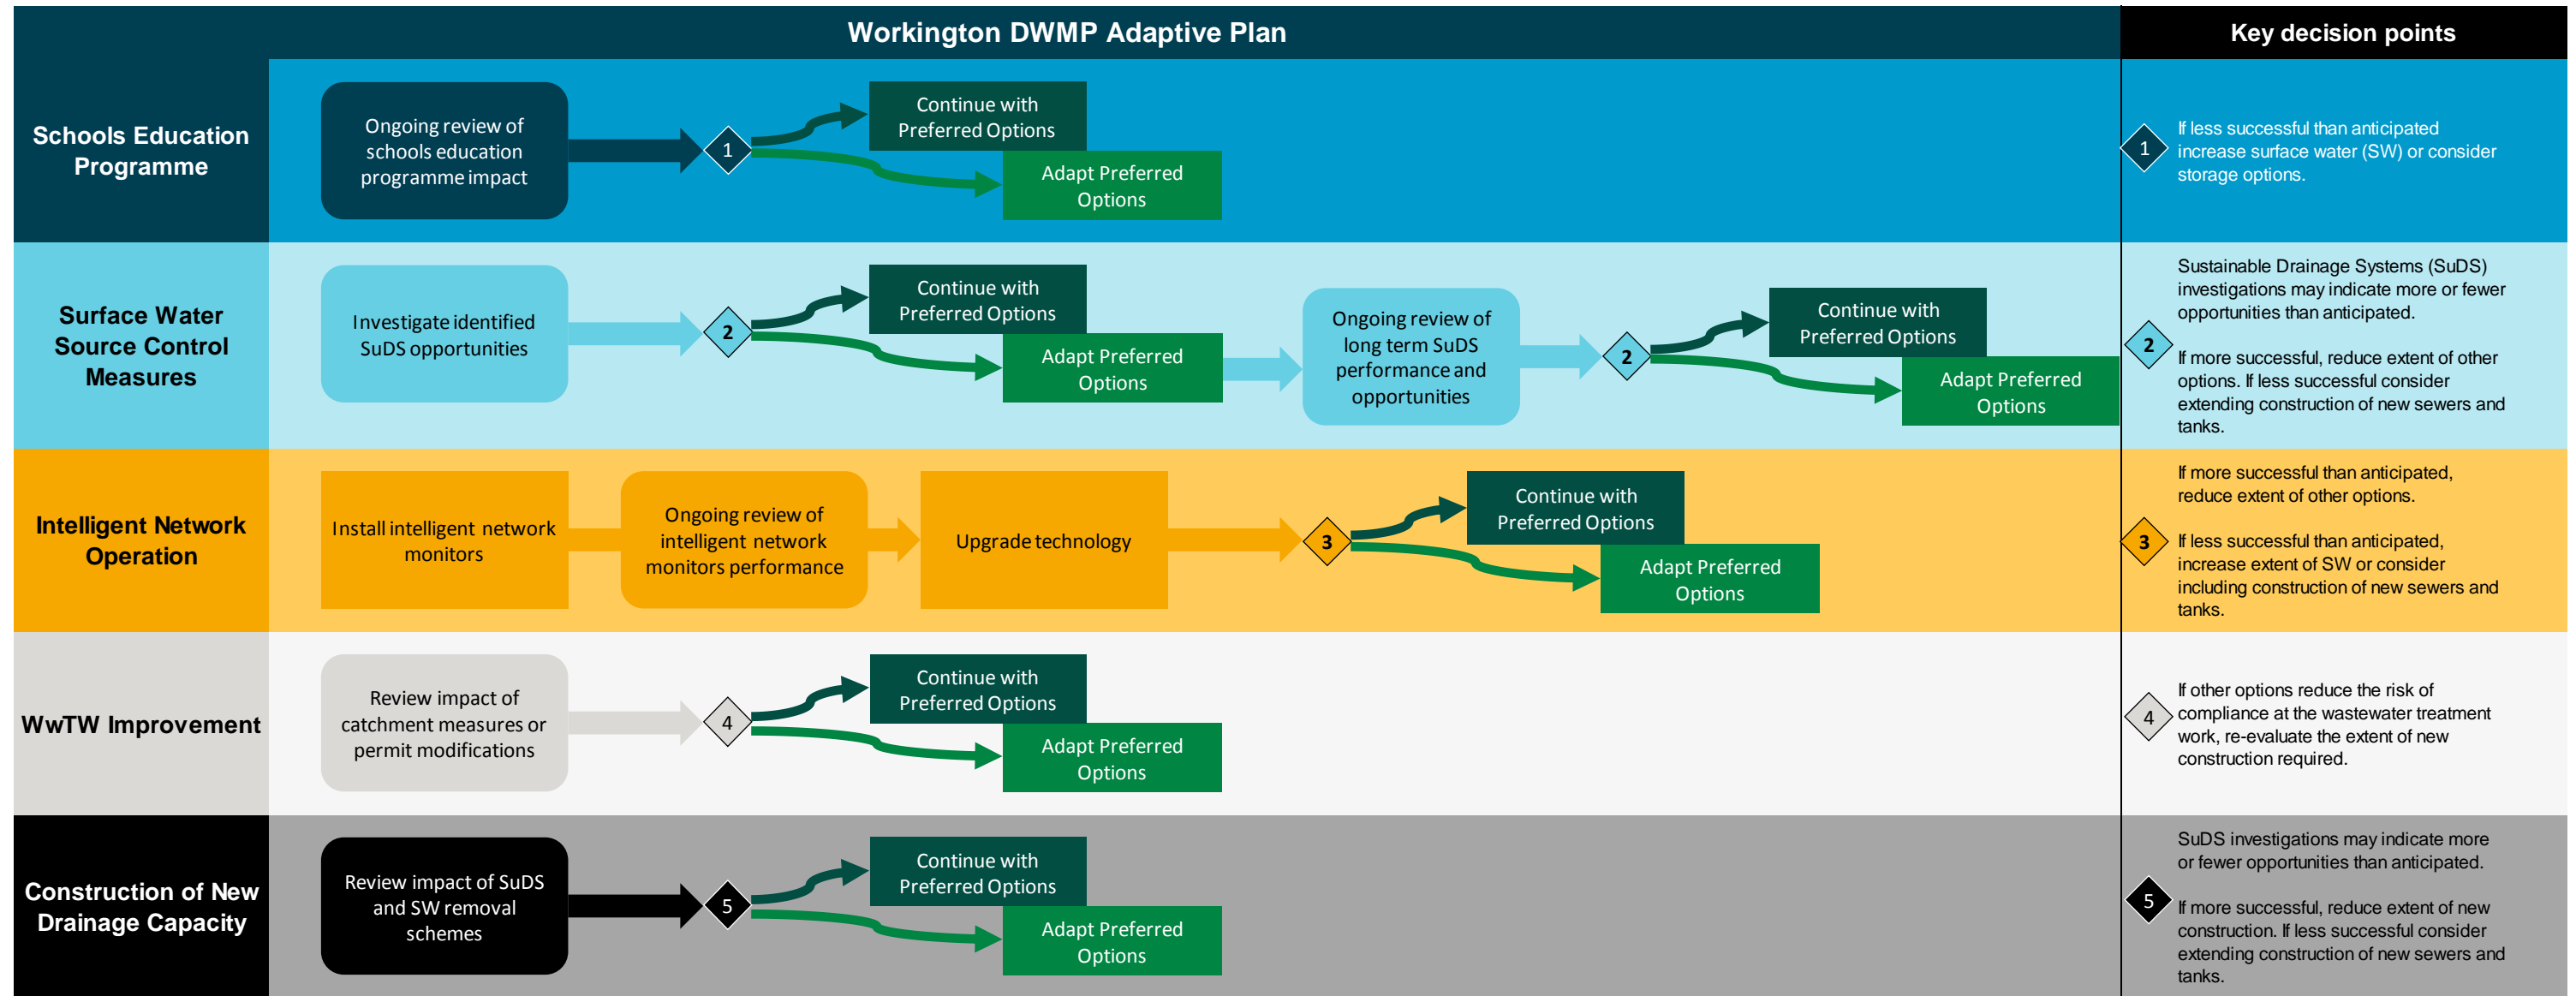 Workington DWMP Adaptive Plan
Key decision points
Schools Education
Programme
Ongoing review of
schools education
programme impact
1
Continue with
Preferred Options
Adapt Preferred
Options
1
If less successful than anticipated
increase surface water (SW) or consider
storage options.
Surface Water
Source Control
Measures
Investigate identified
SuDS opportunities
2
Continue with
Preferred Options
Adapt Preferred
Options
Ongoing review of
long term SuDS
performance and
opportunities
2
Continue with
Preferred Options
Adapt Preferred
Options
2
Sustainable Drainage Systems (SuDS)
investigations may indicate more or fewer
opportunities than anticipated.
If more successful, reduce extent of other
options. If less successful consider
extending construction of new sewers and
tanks.
Intelligent Network
Operation
Install intelligent network
monitors
Ongoing review of
intelligent network
monitors performance
Upgrade technology
3
Continue with
Preferred Options
Adapt Preferred
Options
3
If more successful than anticipated,
reduce extent of other options.
If less successful than anticipated,
increase extent of SW or consider
including construction of new sewers and
tanks.
WwTW Improvement
Review impact of
catchment measures or
permit modifications
4
Continue with
Preferred Options
Adapt Preferred
Options
4
If other options reduce the risk of
compliance at the wastewater treatment
work, re-evaluate the extent of new
construction required.
Construction of New
Drainage Capacity
Review impact of SuDS
and SW removal
schemes
5
Continue with
Preferred Options
Adapt Preferred
Options
5
SuDS investigations may indicate more
or fewer opportunities than anticipated.
If more successful, reduce extent of new
construction. If less successful consider
extending construction of new sewers and
tanks.